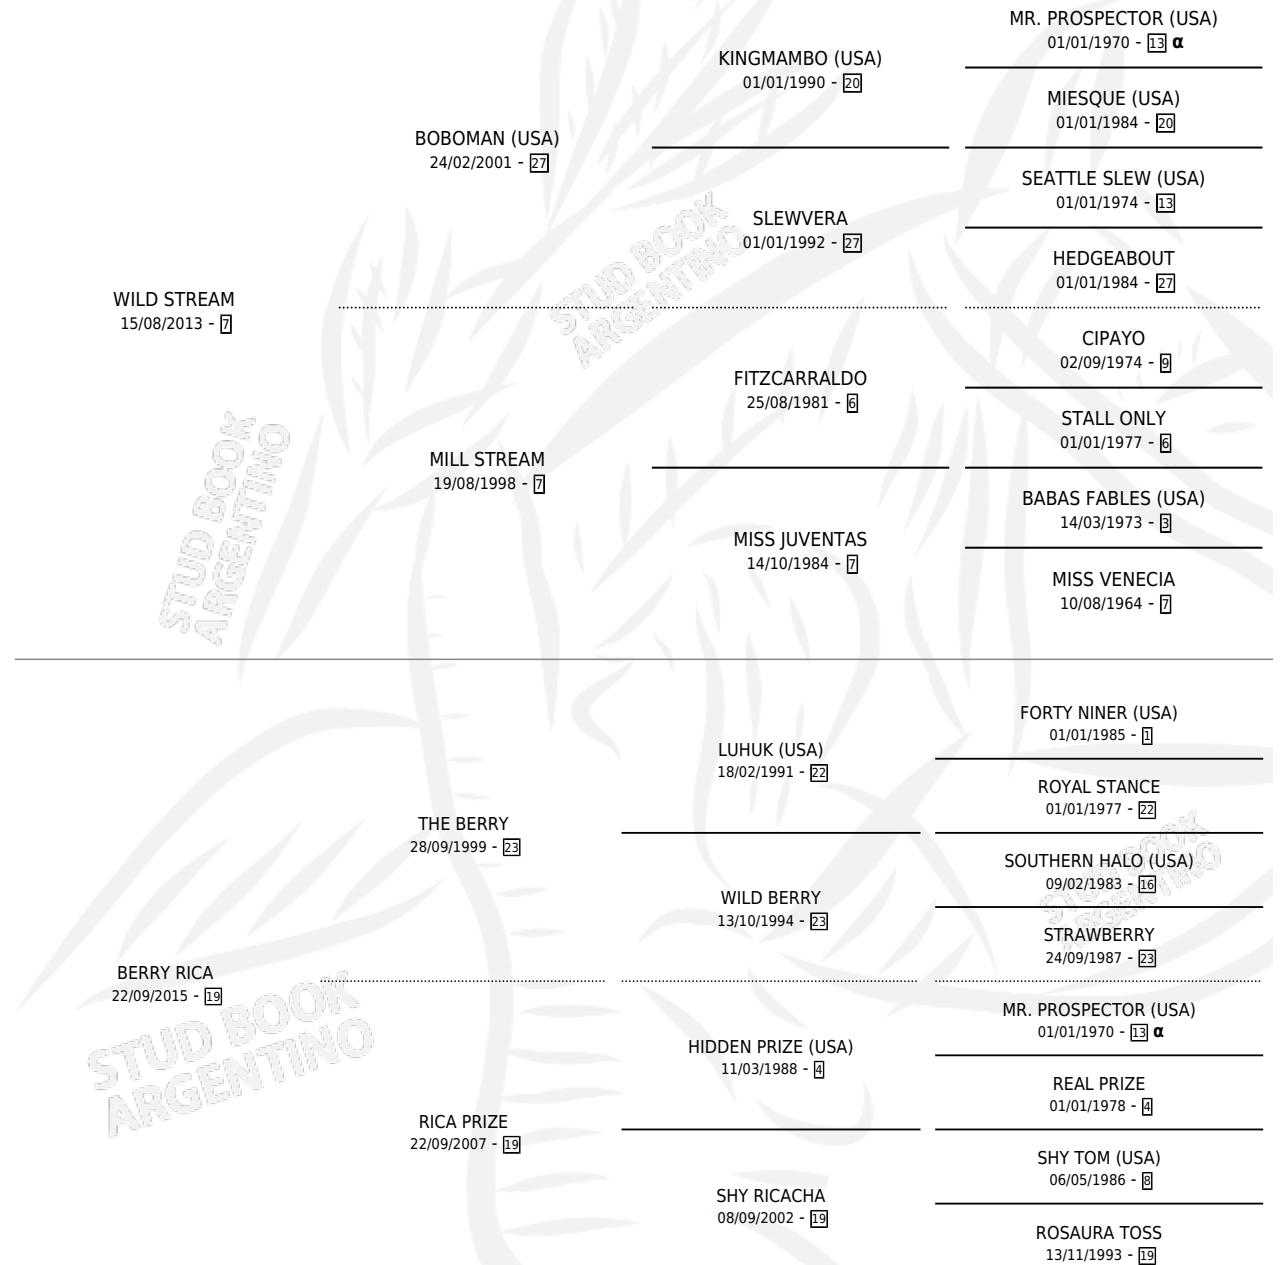 MR. PROSPECTOR (USA)
01/01/1970 - 13 α
KINGMAMBO (USA)
01/01/1990 - 20
MIESQUE (USA)
01/01/1984 - 20
BOBOMAN (USA)
24/02/2001 - 27
SEATTLE SLEW (USA)
01/01/1974 - 13
SLEWVERA
01/01/1992 - 27
HEDGEABOUT
01/01/1984 - 27
WILD STREAM
15/08/2013 - 7
CIPAYO
02/09/1974 - 9
FITZCARRALDO
25/08/1981 - 6
STALL ONLY
01/01/1977 - 6
MILL STREAM
19/08/1998 - 7
BABAS FABLES (USA)
14/03/1973 - 3
MISS JUVENTAS
14/10/1984 - 7
MISS VENECIA
10/08/1964 - 7
FORTY NINER (USA)
01/01/1985 - 1
LUHUK (USA)
18/02/1991 - 22
ROYAL STANCE
01/01/1977 - 22
THE BERRY
28/09/1999 - 23
SOUTHERN HALO (USA)
09/02/1983 - 16
WILD BERRY
13/10/1994 - 23
STRAWBERRY
24/09/1987 - 23
BERRY RICA
22/09/2015 - 19
MR. PROSPECTOR (USA)
01/01/1970 - 13 α
HIDDEN PRIZE (USA)
11/03/1988 - 4
REAL PRIZE
01/01/1978 - 4
RICA PRIZE
22/09/2007 - 19
SHY TOM (USA)
06/05/1986 - 8
SHY RICACHA
08/09/2002 - 19
ROSAURA TOSS
13/11/1993 - 19
STUD BOOK
ARGENTINO
STUD BOOK
ARGENTINO
STUD BOOK
ARGENTINO
STUD BOOK
ARGENTINO